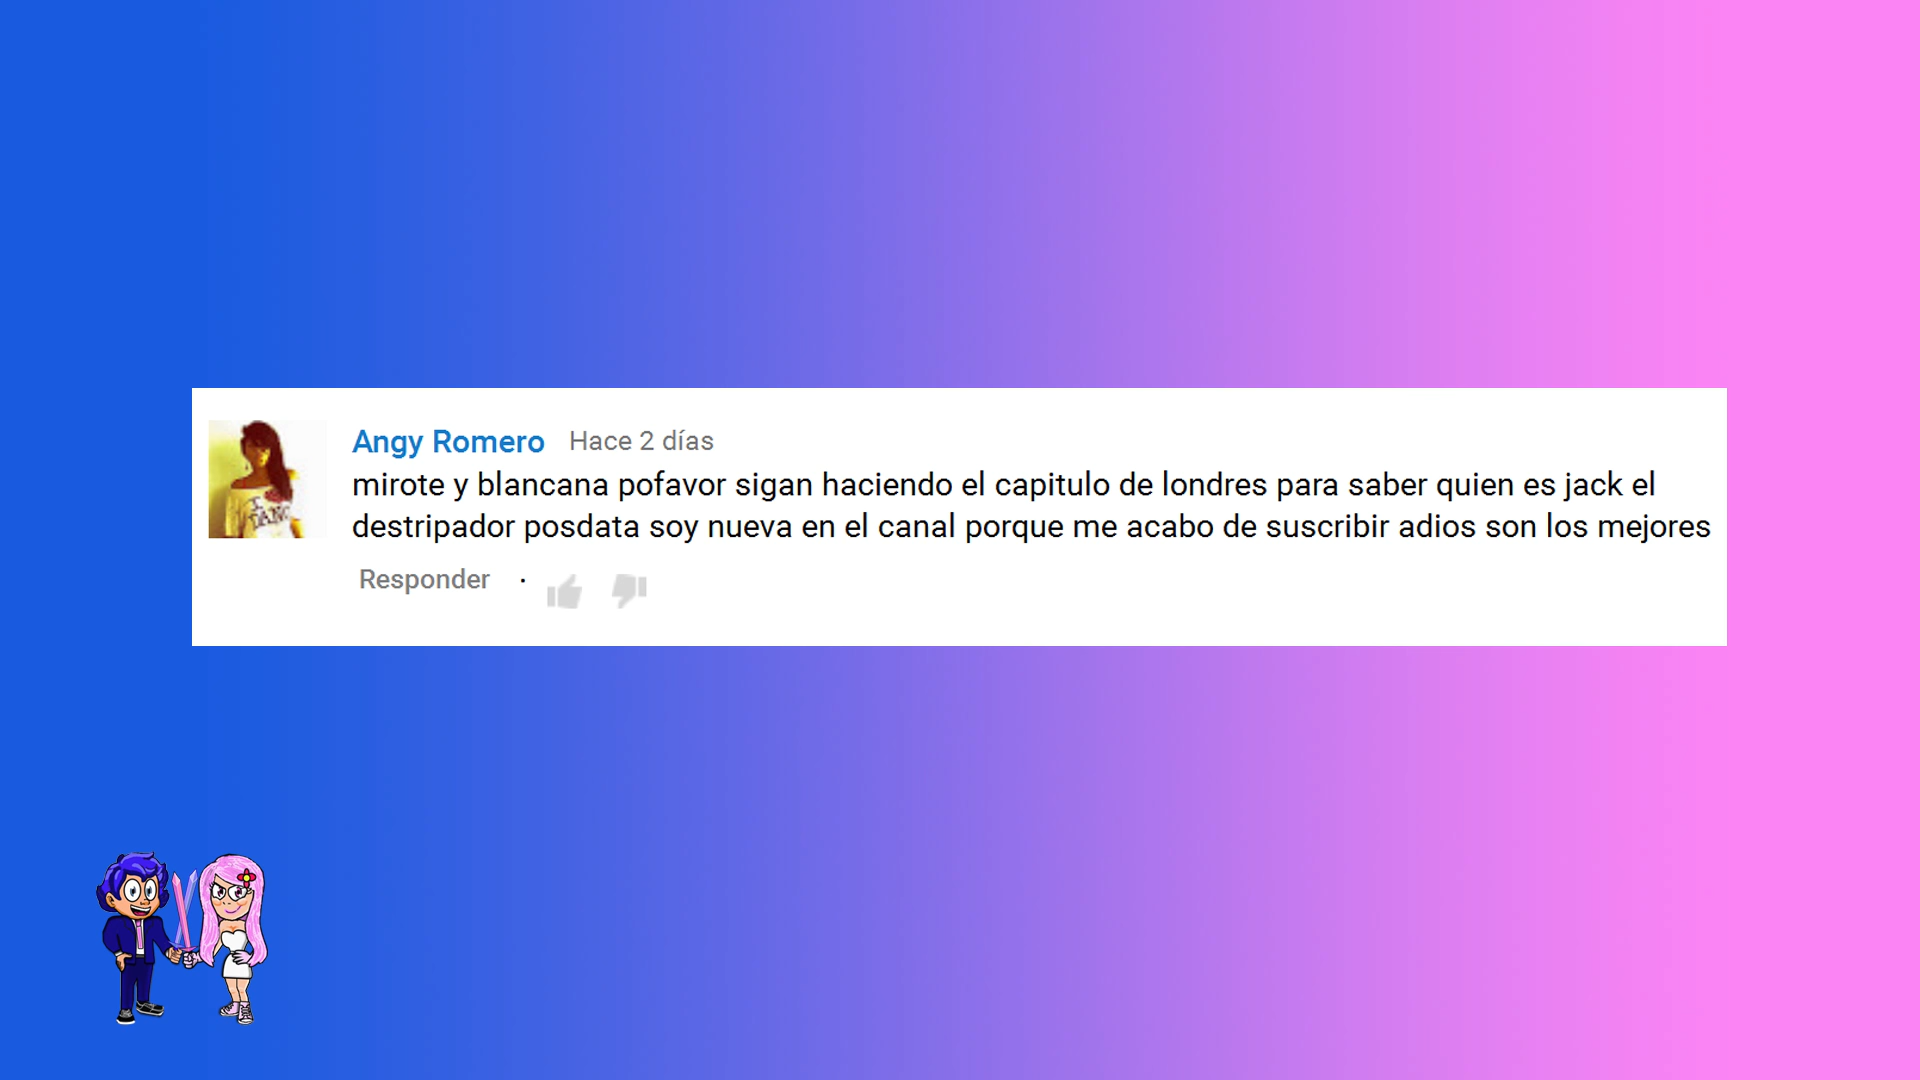 Angy Romero Hace 2 días
mirote y blancana pofavor sigan haciendo el capitulo de londres para saber quien es jack el
destripador posdata soy nueva en el canal porque me acabo de suscribir adios son los mejores
Responder ·